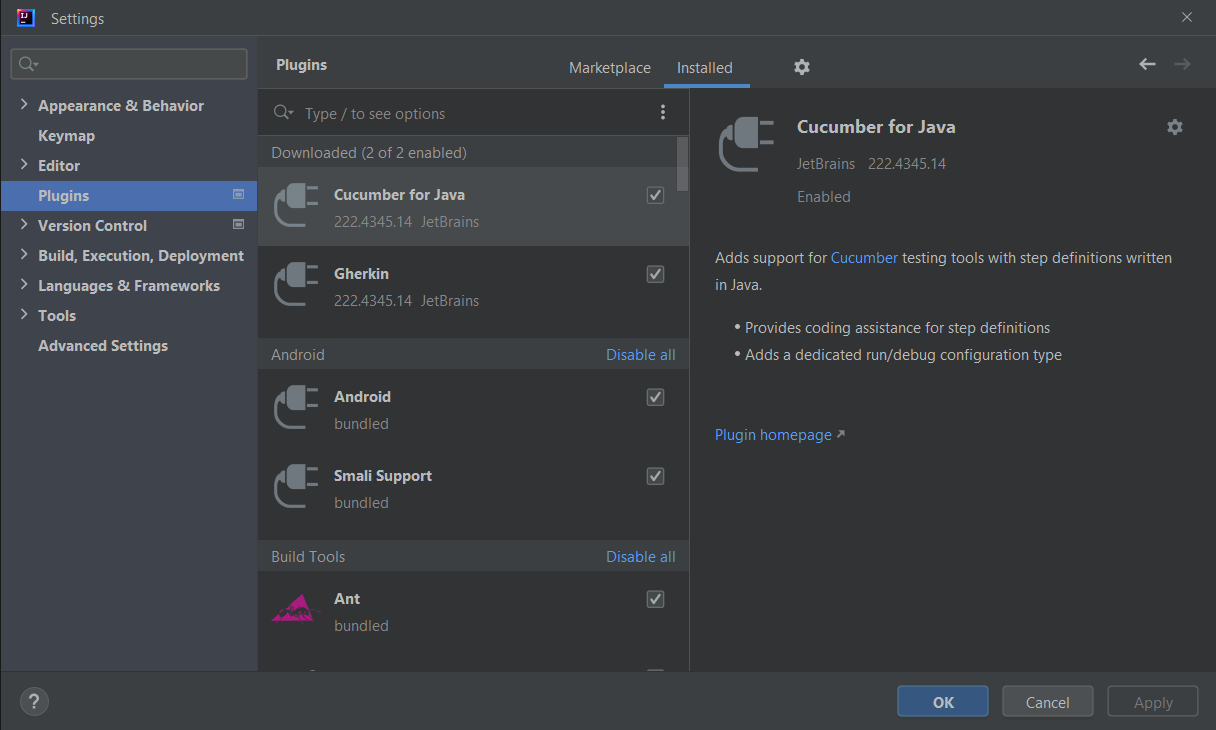 Settings
Appearance & Behavior
Keymap
Editor
Plugins
Version Control
Build, Execution, Deployment
Languages & Frameworks
Tools
Advanced Settings
Plugins
Marketplace
Installed
Type / to see options
Downloaded (2 of 2 enabled)
Cucumber for Java
222.4345.14 JetBrains
Gherkin
222.4345.14 JetBrains
Android
Disable all
Android
bundled
Smali Support
bundled
Build Tools
Disable all
Ant
bundled
Cucumber for Java
JetBrains 222.4345.14
Enabled
Adds support for Cucumber testing tools with step definitions written
in Java.
• Provides coding assistance for step definitions
• Adds a dedicated run/debug configuration type
Plugin homepage ↗
?
OK
Cancel
Apply